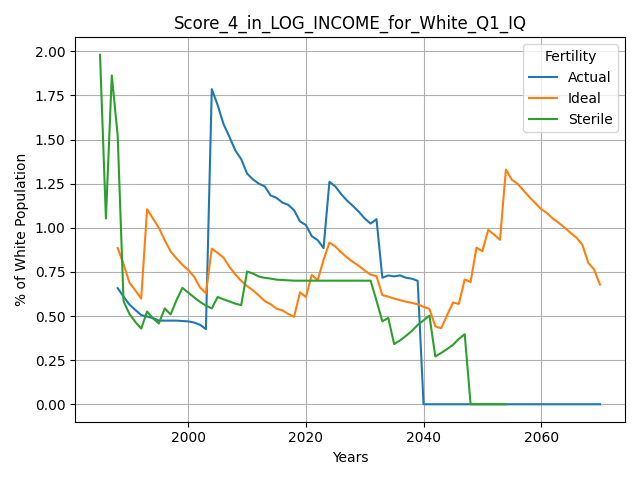 Score_4_in_LOG_INCOME_for_White_Q1_IQ
Fertility
Actual
Ideal
Sterile
% of White Population
2.00
1.75
1.50
1.25
1.00
0.75
0.50
0.25
0.00
2000
2020
2040
2060
Years